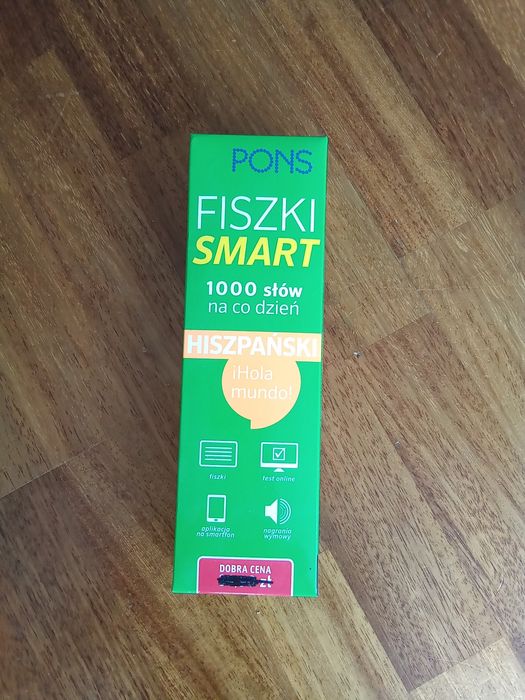 PONS
FISZKI
SMART
1000 słów
na co dzień
HISZPAŃSKI
¡Hola
mundo!
fiszki
test online
aplikacja
na smartfon
nagrania
wymowy
DOBRA CENA
zł